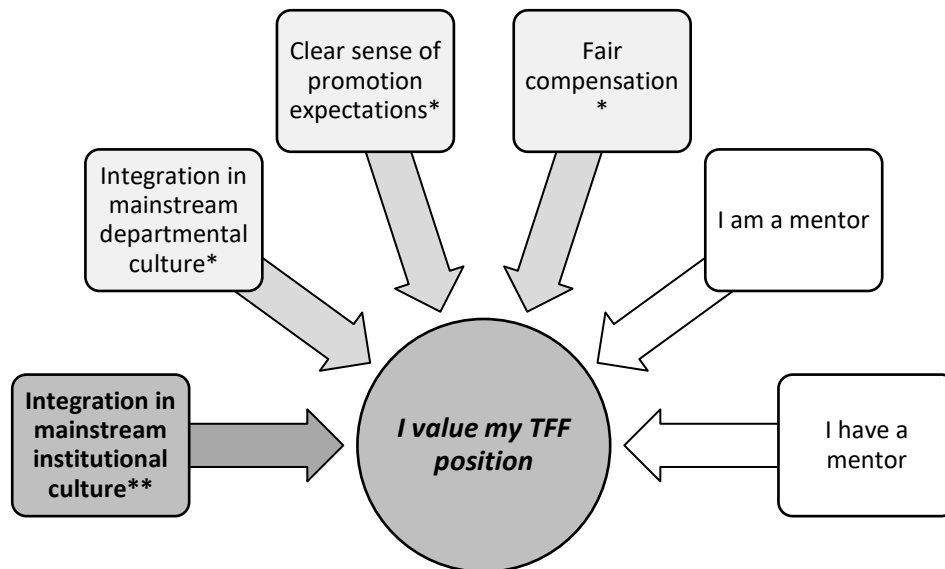 Clear sense of
promotion
expectations*
Fair
compensation
*
Integration in
mainstream
departmental
culture*
I am a mentor
Integration in
mainstream
institutional
culture**
I value my TFF
position
I have a
mentor